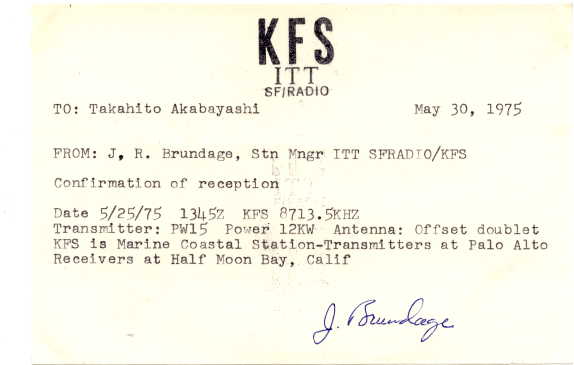 KFS
ITT
SF/RADIO
TO: Takahito Akabayashi May 30, 1975
FROM: J, R. Brundage, Stn Mngr ITT SFRADIO/KFS
Confirmation of reception
Date 5/25/75 1345Z KFS 8713.5KHZ
Transmitter: PW15 Power 12KW Antenna: Offset doublet
KFS is Marine Coastal Station-Transmitters at Palo Alto
Receivers at Half Moon Bay, Calif
J. Brundage